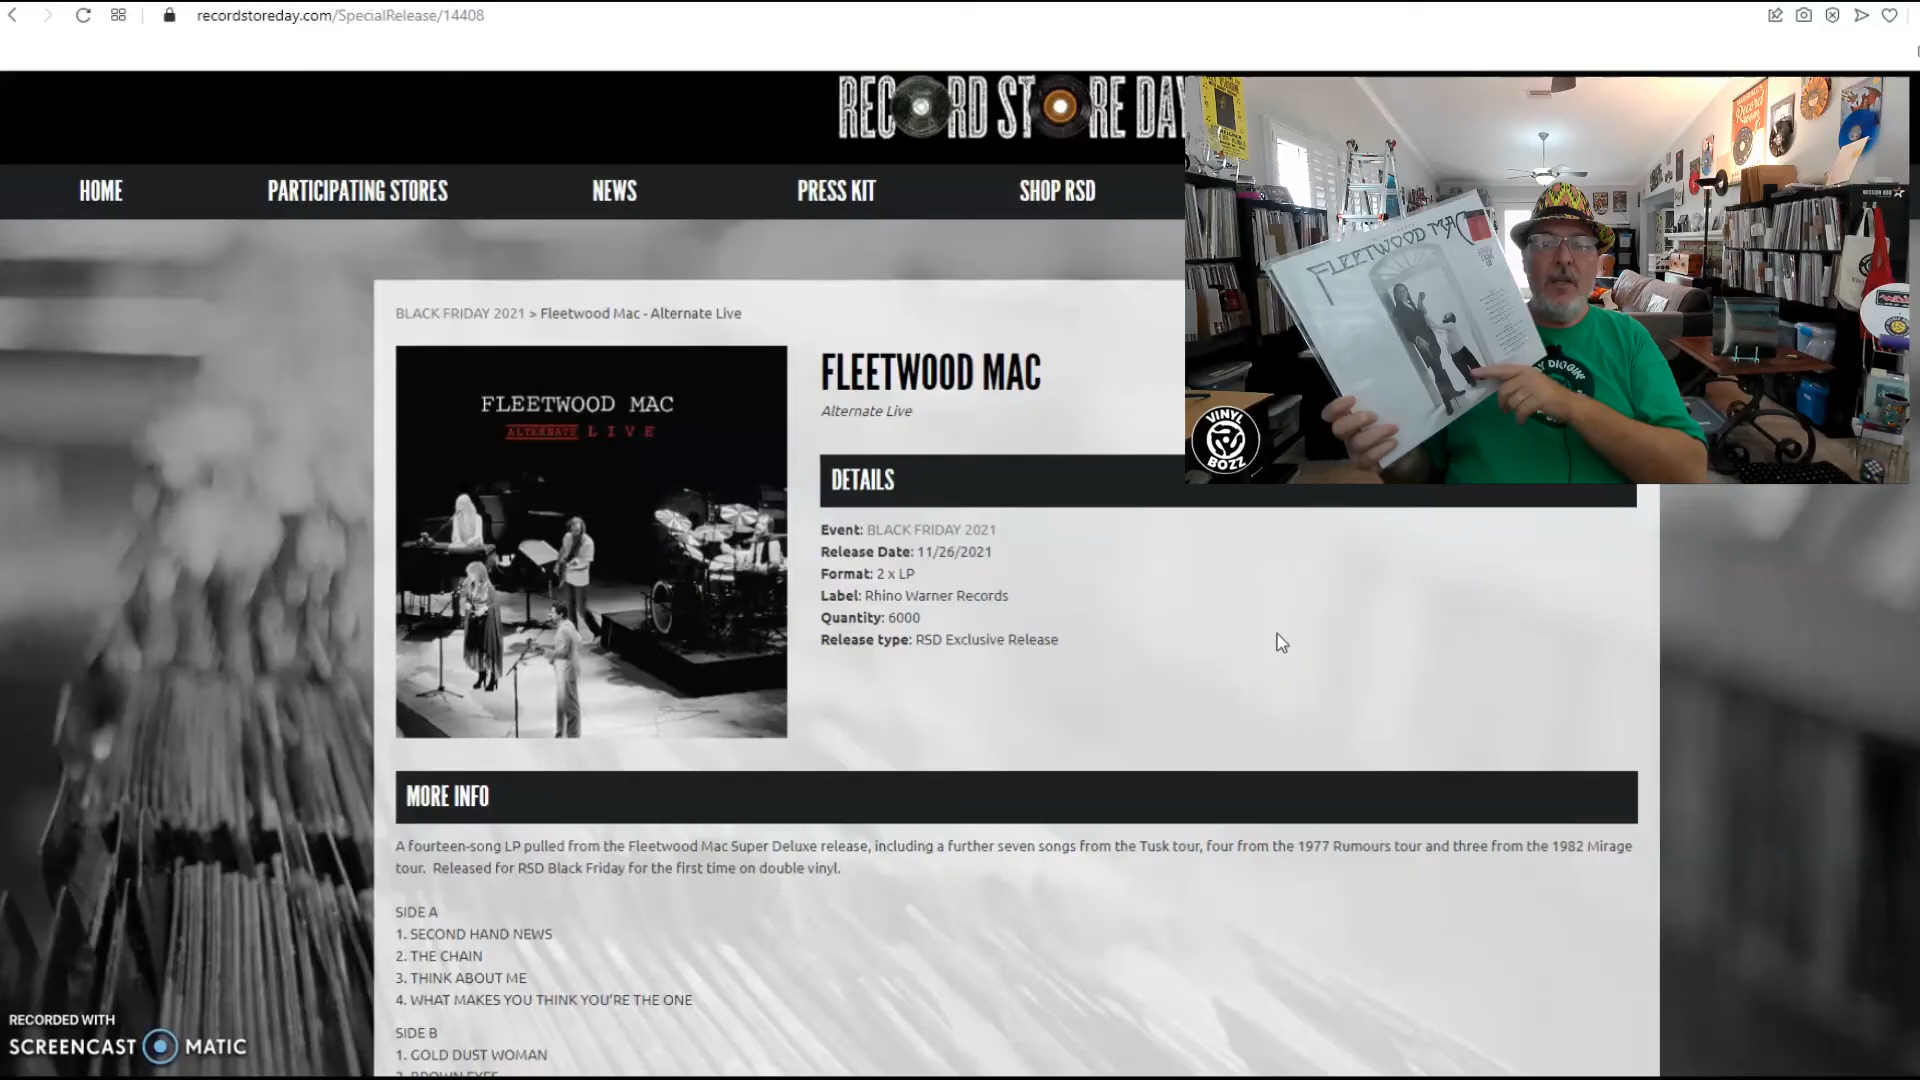 recordstoreday.com/SpecialRelease/14408
RECORD STORE DAY
HOME
PARTICIPATING STORES
NEWS
PRESS KIT
SHOP RSD
FLEETWOOD MAC
VINYL
BOZZ
BLACK FRIDAY 2021 > Fleetwood Mac - Alternate Live
FLEETWOOD MAC
ALTERNATE LIVE
FLEETWOOD MAC
Alternate Live
DETAILS
Event: BLACK FRIDAY 2021
Release Date: 11/26/2021
Format: 2 x LP
Label: Rhino Warner Records
Quantity: 6000
Release type: RSD Exclusive Release
MORE INFO
A fourteen-song LP pulled from the Fleetwood Mac Super Deluxe release, including a further seven songs from the Tusk tour, four from the 1977 Rumours tour and three from the 1982 Mirage
tour. Released for RSD Black Friday for the first time on double vinyl.
SIDE A
1. SECOND HAND NEWS
2. THE CHAIN
3. THINK ABOUT ME
4. WHAT MAKES YOU THINK YOU'RE THE ONE
SIDE B
1. GOLD DUST WOMAN
2. BROWN EYES
RECORDED WITH
SCREENCAST MATIC